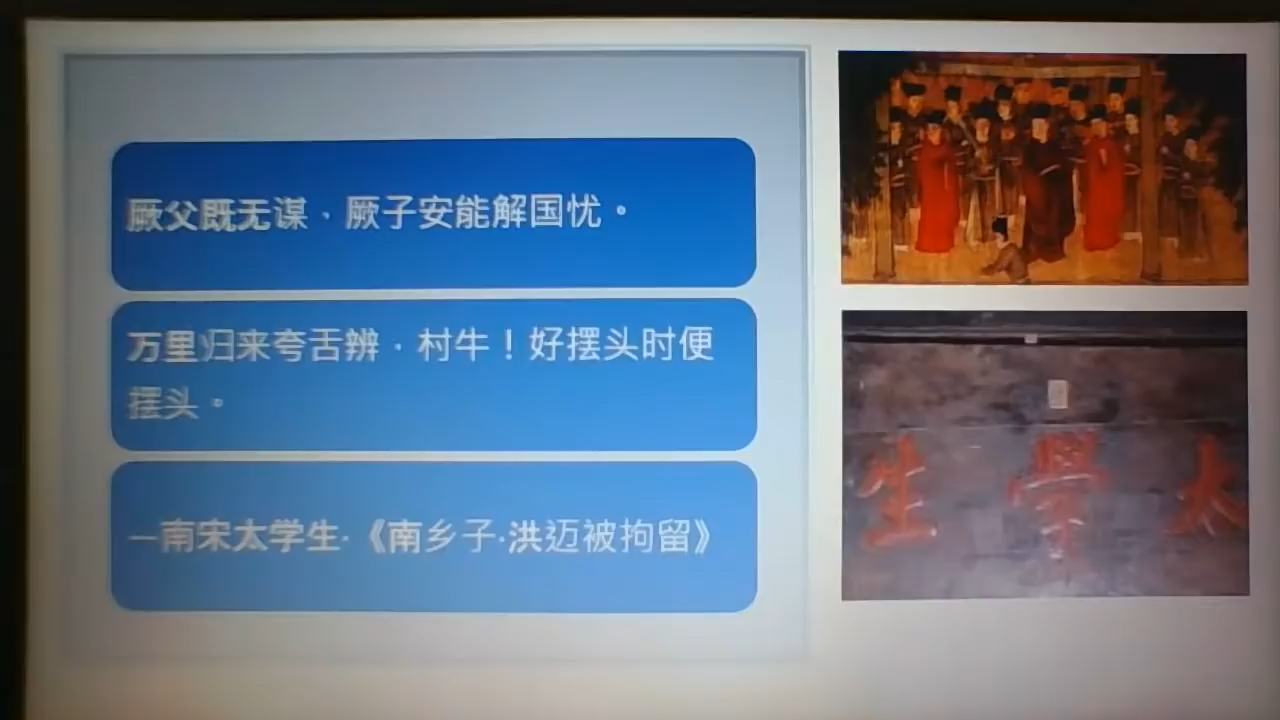 厥父既无谋、厥子安能解国忧。
万里归来夸舌辨，村牛！好摆头时便
摆头。
—南宋太学生·《南乡子·洪迈被拘留》
生 學 太